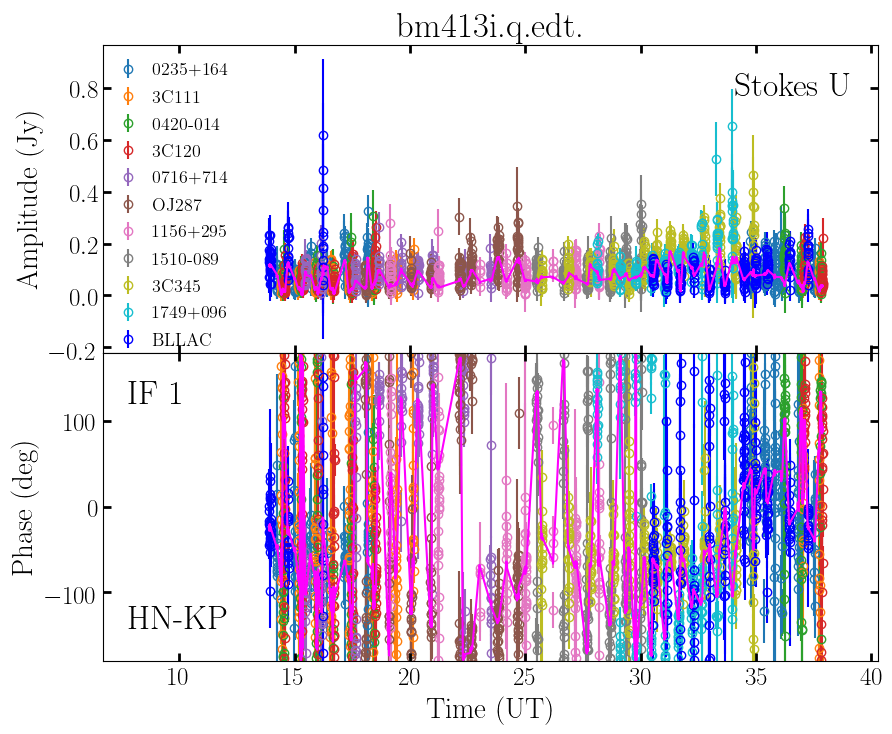 bm413i.q.edt.
Stokes U
0235+164
3C111
0420-014
3C120
0716+714
OJ287
1156+295
1510-089
3C345
1749+096
BLLAC
Amplitude (Jy)
0.8
0.6
0.4
0.2
0.0
−0.2
IF 1
HN-KP
Phase (deg)
100
0
−100
10
15
20
25
30
35
40
Time (UT)